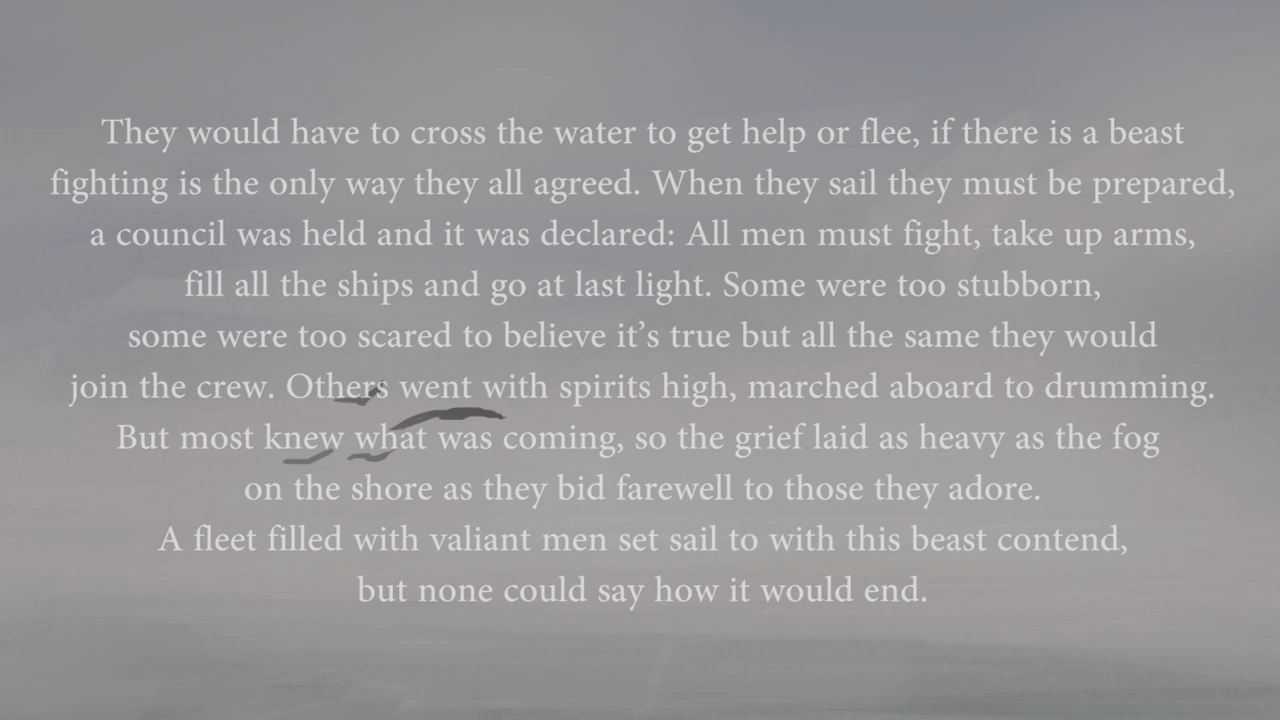 They would have to cross the water to get help or flee, if there is a beast
fighting is the only way they all agreed. When they sail they must be prepared,
a council was held and it was declared: All men must fight, take up arms,
fill all the ships and go at last light. Some were too stubborn,
some were too scared to believe it’s true but all the same they would
join the crew. Others went with spirits high, marched aboard to drumming.
But most knew what was coming, so the grief laid as heavy as the fog
on the shore as they bid farewell to those they adore.
A fleet filled with valiant men set sail to with this beast contend,
but none could say how it would end.